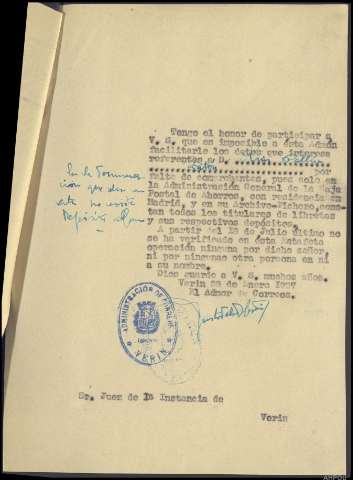 Tengo el honor de participar a
V. S. que es imposible a esta Admón
facilitarle los datos que interesa
referentes a D.
por
falta de comprobantes, pues solo en
la Administración General de la Caja
Postal de Ahorros, con residencia en
Madrid, y en su Archivo-Fichero, cons-
tan todos los titulares de libretas
y sus respectivos depósitos.
A partir del 18 de Julio último no
se ha verificado en esta Estafeta
operación ninguna por dicho señor
ni por ningunas otra persona en ni
a su nombre.
Dios guarde a V. S. muchos años.
Verin 28 de Enero 1937
El Admor de Correos.
ADMINISTRACIÓN DE CORREOS
VERIN
Sr. Juez de 1a Instancia de
Verin